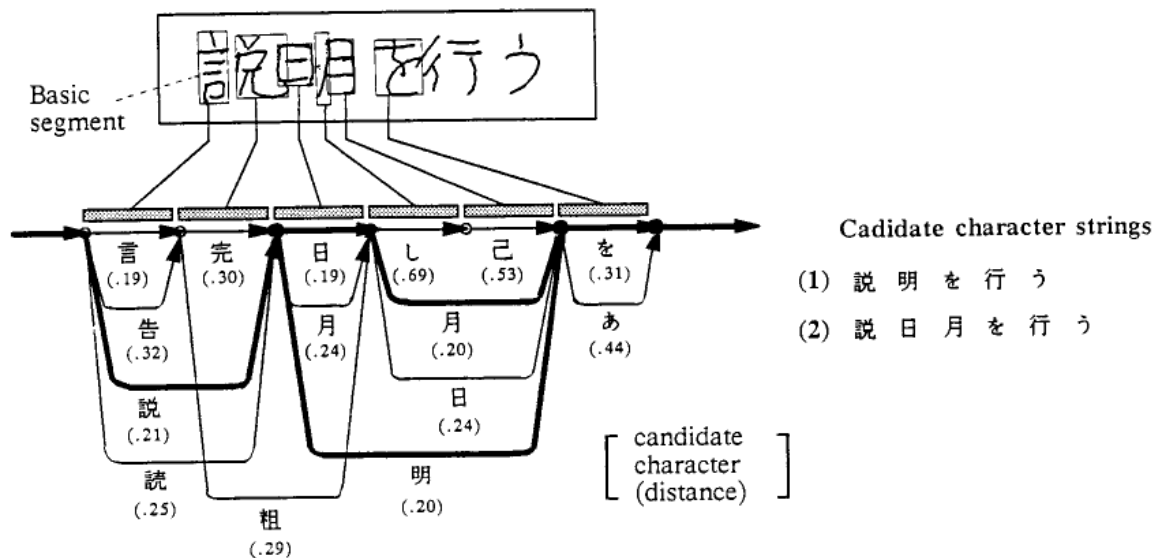 説明を行う
Basic
segment
言 完 日 し 己 を
(.19) (.30) (.19) (.69) (.53) (.31)
告 月 月 あ
(.32) (.24) (.20) (.44)
説 日
(.21) (.24)
読 明
(.25) (.20)
粗
(.29)
Cadidate character strings
(1) 説 明 を 行 う
(2) 説 日 月 を 行 う
candidate
character
(distance)